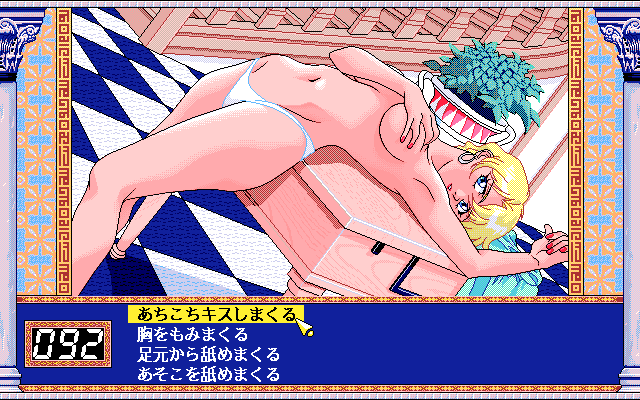 あちこちキスしまくる
胸をもみまくる
足元から舐めまくる
あそこを舐めまくる
092